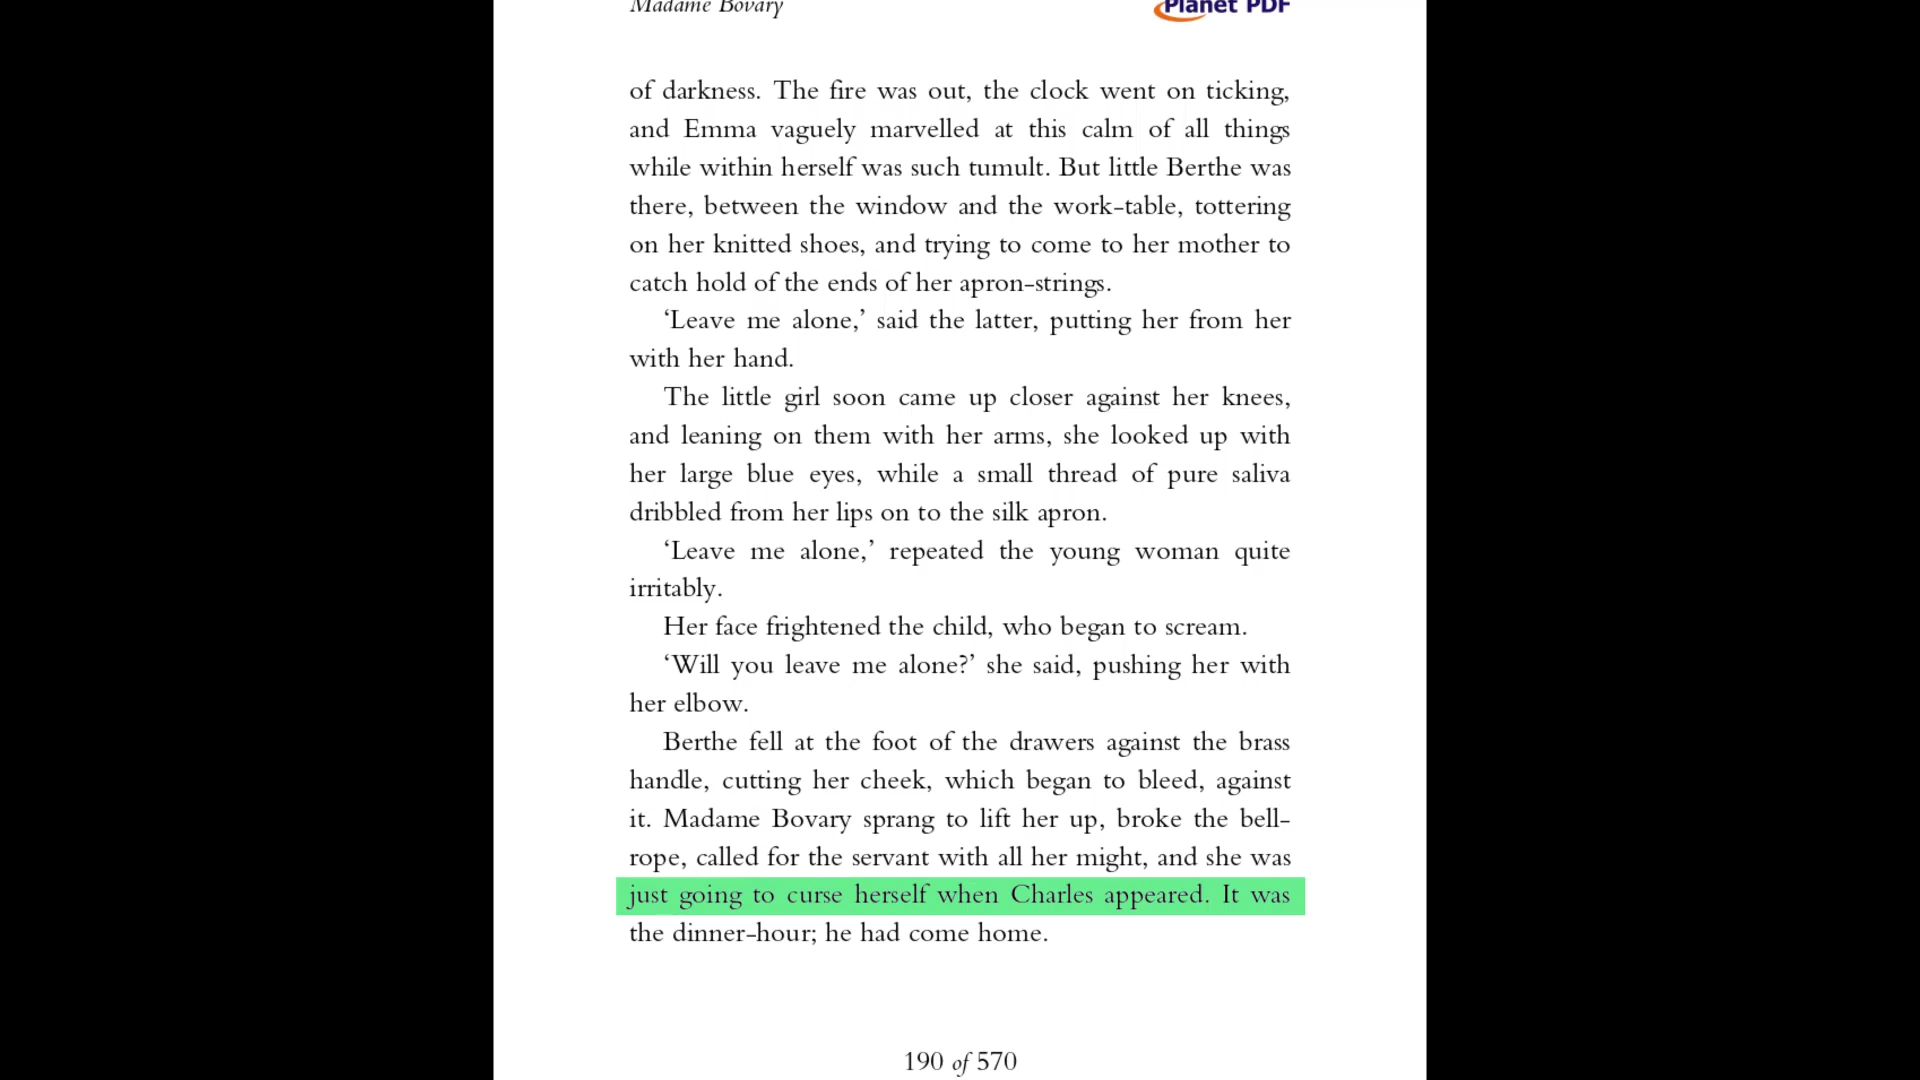 Madame Bovary
Planet PDF
of darkness. The fire was out, the clock went on ticking,
and Emma vaguely marvelled at this calm of all things
while within herself was such tumult. But little Berthe was
there, between the window and the work-table, tottering
on her knitted shoes, and trying to come to her mother to
catch hold of the ends of her apron-strings.
‘Leave me alone,’ said the latter, putting her from her
with her hand.
The little girl soon came up closer against her knees,
and leaning on them with her arms, she looked up with
her large blue eyes, while a small thread of pure saliva
dribbled from her lips on to the silk apron.
‘Leave me alone,’ repeated the young woman quite
irritably.
Her face frightened the child, who began to scream.
‘Will you leave me alone?’ she said, pushing her with
her elbow.
Berthe fell at the foot of the drawers against the brass
handle, cutting her cheek, which began to bleed, against
it. Madame Bovary sprang to lift her up, broke the bell-
rope, called for the servant with all her might, and she was
just going to curse herself when Charles appeared. It was
the dinner-hour; he had come home.
190 of 570